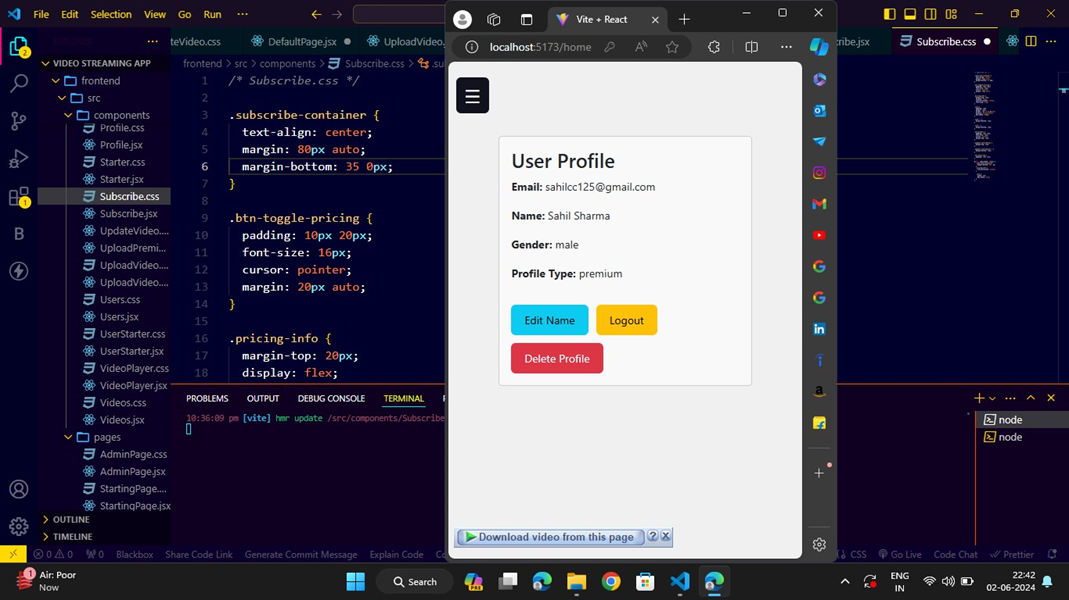 File Edit Selection View Go Run ···
Vite + React
localhost:5173/home
teVideo.css DefaultPage.jsx UploadVideo.
ibe.jsx Subscribe.css
VIDEO STREAMING APP
frontend
src
components
Profile.css
Profile.jsx
Starter.css
Starter.jsx
Subscribe.css
Subscribe.jsx
UpdateVideo....
UploadPremi...
UploadVideo....
UploadVideo....
Users.css
Users.jsx
UserStarter.css
UserStarter.jsx
VideoPlayer.css
VideoPlayer.jsx
Videos.css
Videos.jsx
pages
AdminPage.css
AdminPage.jsx
StartingPage....
StartingPage.jsx
OUTLINE
TIMELINE
frontend > src > components > Subscribe.css > .su
1 /* Subscribe.css */
2
3 .subscribe-container {
4 text-align: center;
5 margin: 80px auto;
6 margin-bottom: 35 0px;
7 }
8
9 .btn-toggle-pricing {
10 padding: 10px 20px;
11 font-size: 16px;
12 cursor: pointer;
13 margin: 20px auto;
14 }
15
16 .pricing-info {
17 margin-top: 20px;
18 display: flex;
PROBLEMS OUTPUT DEBUG CONSOLE TERMINAL
10:36:09 pm [vite] hmr update /src/components/Subscribe
node
node
User Profile
Email: sahilcc125@gmail.com
Name: Sahil Sharma
Gender: male
Profile Type: premium
Edit Name Logout
Delete Profile
Download video from this page ? X
0 0 0 Blackbox Share Code Link Generate Commit Message Explain Code
CSS Go Live Code Chat Prettier
1 Air: Poor
Now
Search
ENG
IN
22:42
02-06-2024